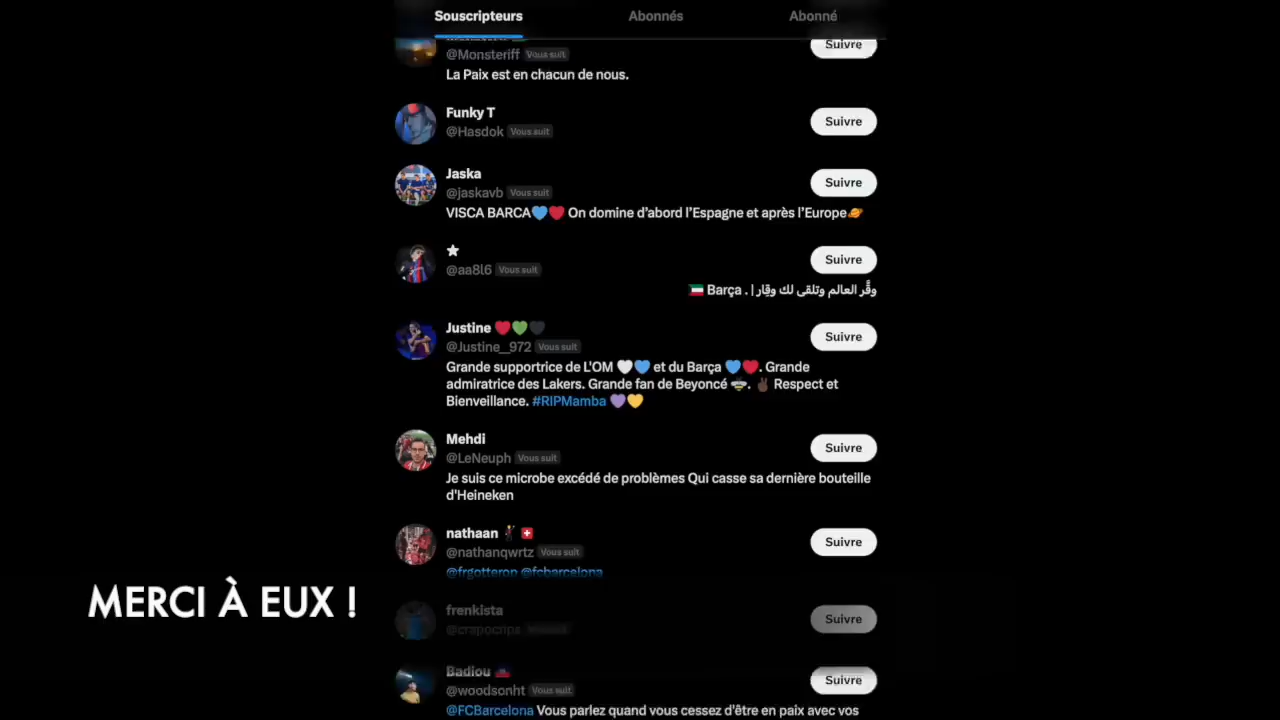 Souscripteurs
Abonnés
Abonné
@Monsteriff Vous suit
Suivre
La Paix est en chacun de nous.
Funky T
@Hasdok Vous suit
Suivre
Jaska
@jaskavb Vous suit
Suivre
VISCA BARCA💙❤️ On domine d’abord l’Espagne et après l’Europe🪐
★
@aa8l6 Vous suit
Suivre
وقَّر العالم وتلقى لك وقِار | . Barça 🇰🇼
Justine ❤️💚🖤
@Justine__972 Vous suit
Suivre
Grande supportrice de L'OM 🤍💙 et du Barça 💙❤️. Grande
admiratrice des Lakers. Grande fan de Beyoncé 🐝. ✌🏿 Respect et
Bienveillance. #RIPMamba 💜💛
Mehdi
@LeNeuph Vous suit
Suivre
Je suis ce microbe excédé de problèmes Qui casse sa dernière bouteille
d'Heineken
nathaan 🇨🇭
@nathanqwrtz Vous suit
Suivre
@frgotteron @fcbarcelona
MERCI À EUX !
frenkista
@crapocrips
Suivre
Badiou 🇭🇹
@woodsonht Vous suit
Suivre
@FCBarcelona Vous parlez quand vous cessez d'être en paix avec vos